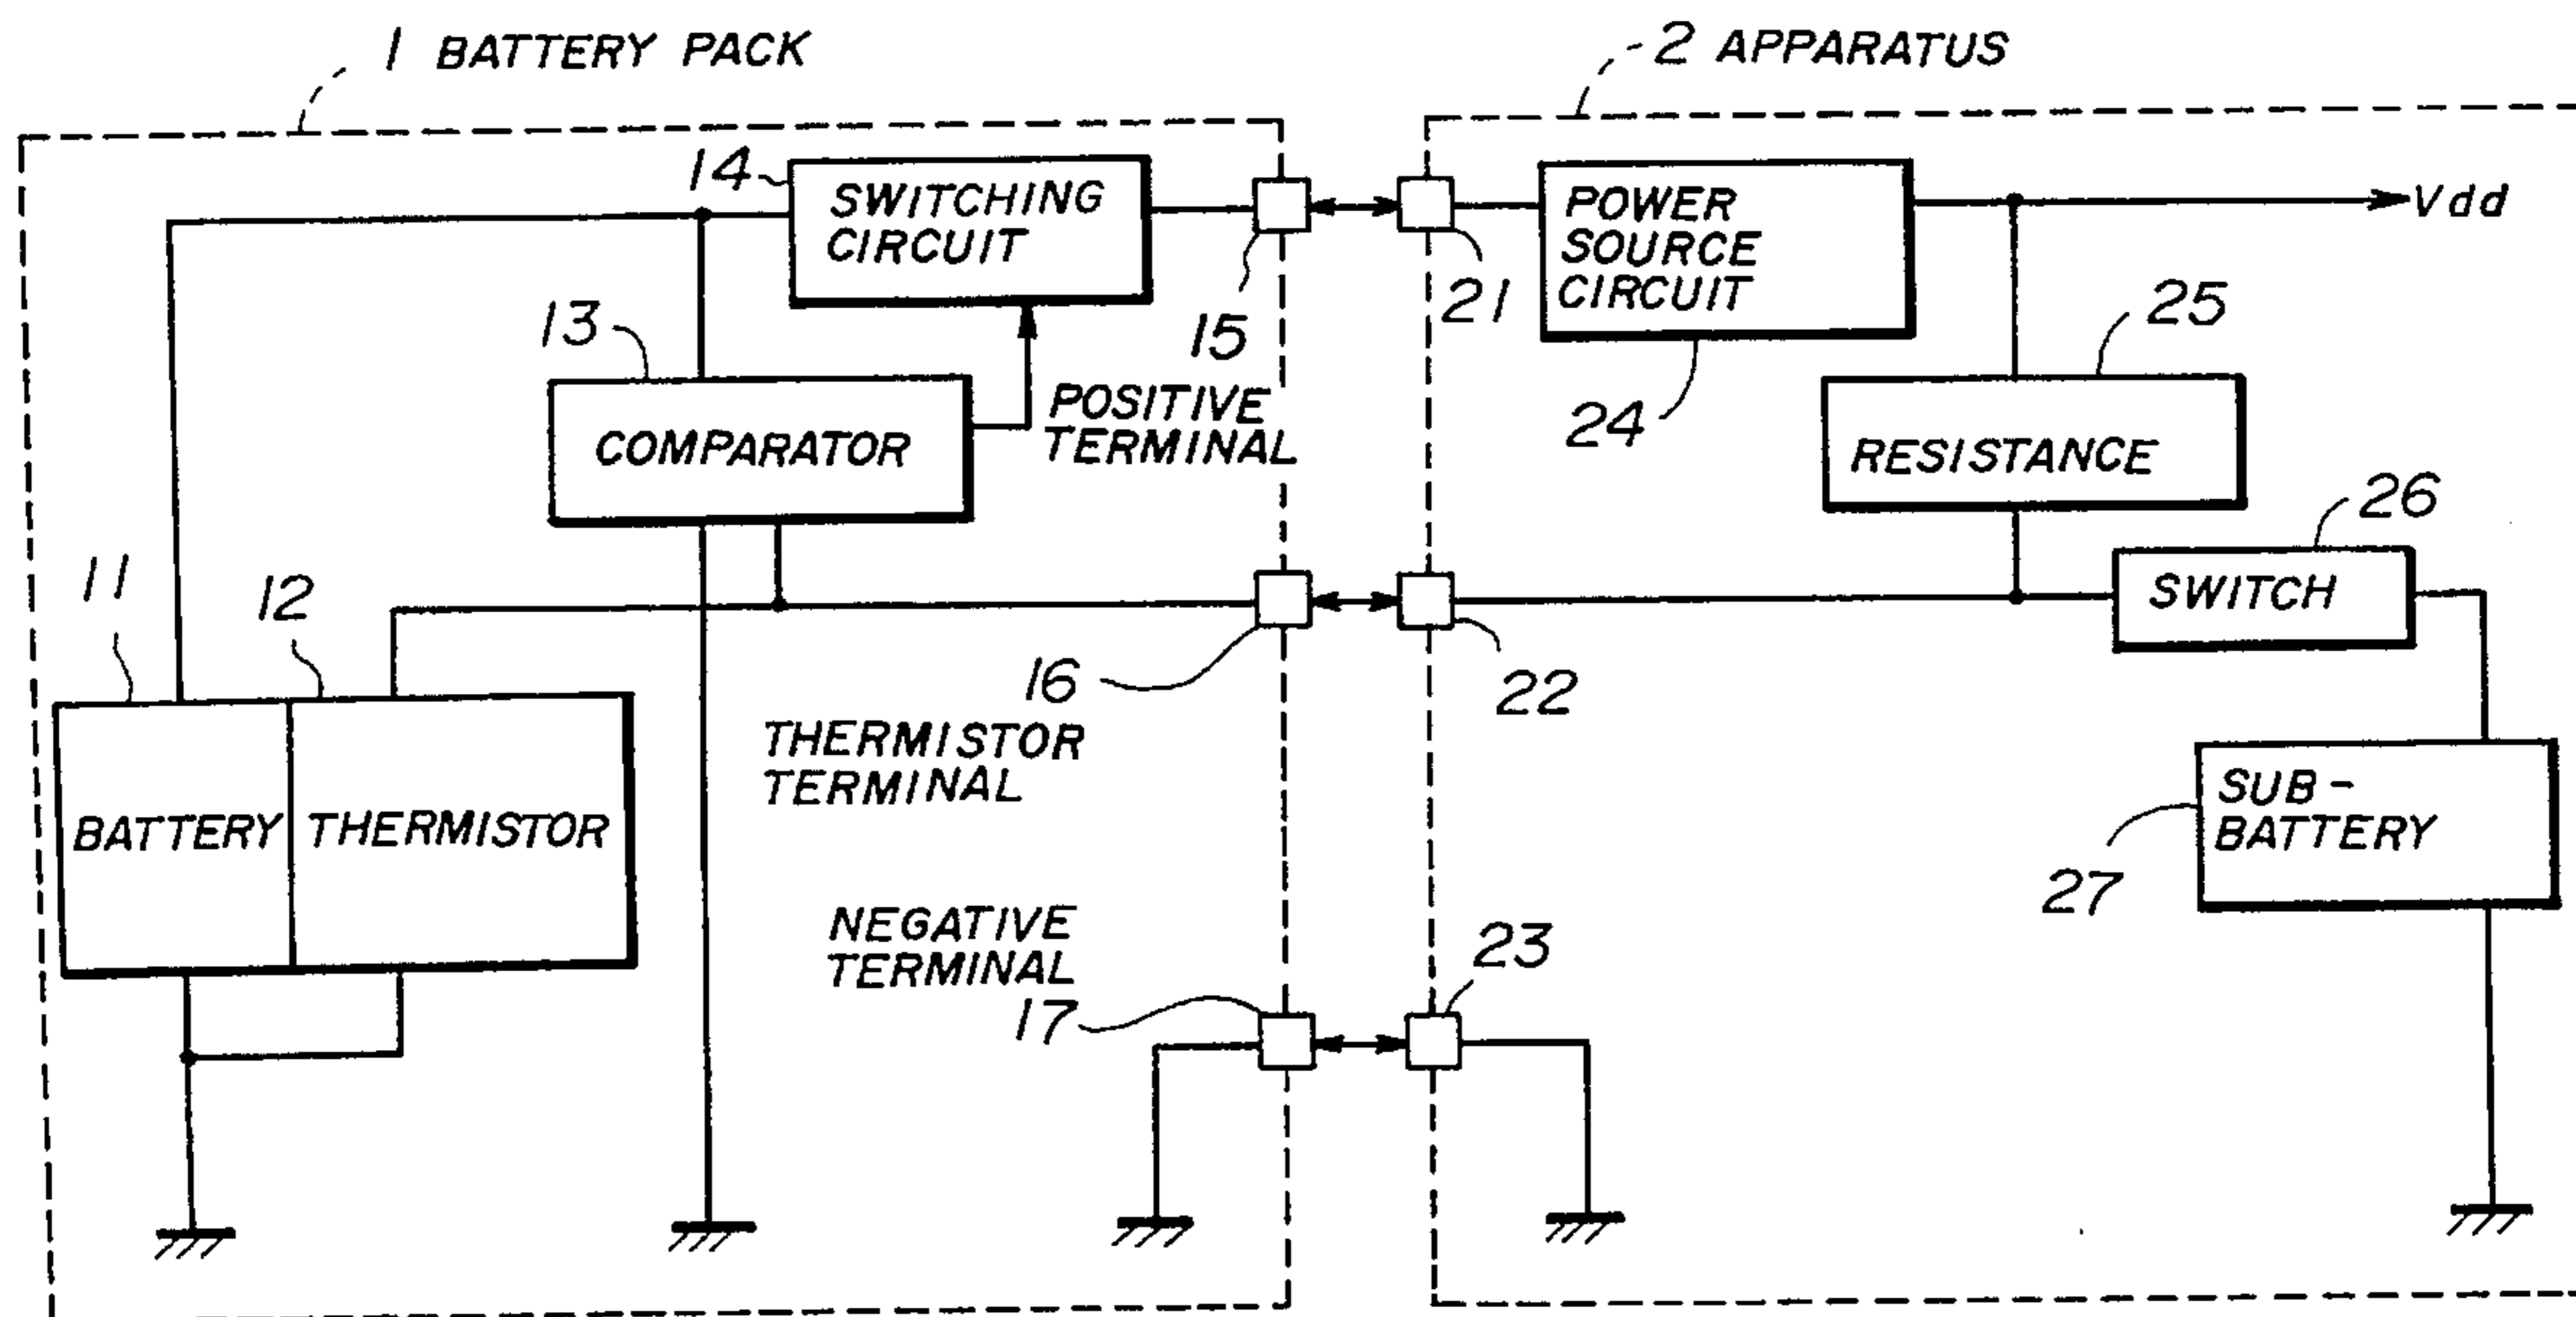 1 BATTERY PACK
2 APPARATUS
14
SWITCHING
CIRCUIT
15
21
POWER
SOURCE
CIRCUIT
24
Vdd
13
COMPARATOR
POSITIVE
TERMINAL
25
RESISTANCE
26
SWITCH
11
12
BATTERY
THERMISTOR
16
THERMISTOR
TERMINAL
22
SUB-
BATTERY
27
NEGATIVE
TERMINAL
17
23